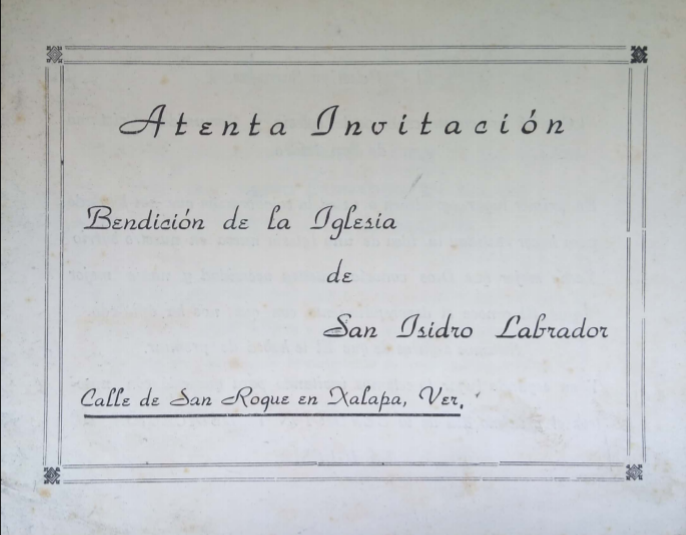 Atenta Invitación
Bendición de la Iglesia
de
San Isidro Labrador
Calle de San Roque en Xalapa, Ver.